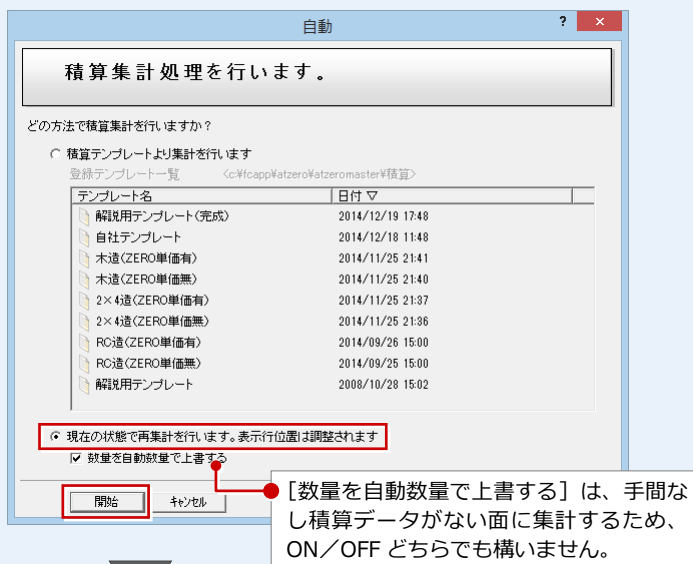 自動
?
×
積算集計処理を行います。
どの方法で積算集計を行いますか？
積算テンプレートより集計を行います
登録テンプレート一覧 <c:¥fcapp¥atzero¥atzeromaster¥積算>
テンプレート名 日付 ▽
解説用テンプレート(完成) 2014/12/19 17:48
自社テンプレート 2014/12/18 11:48
木造(ZERO単価有) 2014/11/25 21:41
木造(ZERO単価無) 2014/11/25 21:40
2×4造(ZERO単価有) 2014/11/25 21:37
2×4造(ZERO単価無) 2014/11/25 21:36
RC造(ZERO単価有) 2014/09/26 15:00
RC造(ZERO単価無) 2014/09/25 15:00
解説用テンプレート 2008/10/28 15:02
現在の状態で再集計を行います。表示行位置は調整されます
数量を自動数量で上書する
開始 キャンセル
［数量を自動数量で上書する］は、手間な
し積算データがない面に集計するため、
ON／OFF どちらでも構いません。